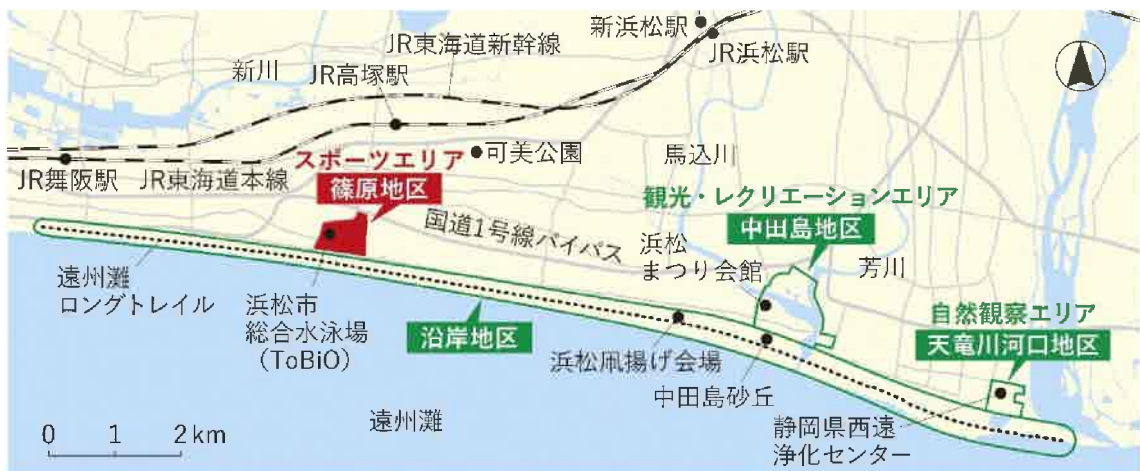 新浜松駅
JR浜松駅
JR東海道新幹線
新川
JR高塚駅
可美公園
馬込川
JR舞阪駅
JR東海道本線
スポーツエリア
篠原地区
観光・レクリエーションエリア
中田島地区
国道1号線バイパス
浜松
まつり会館
芳川
遠州灘
ロングトレイル
浜松市
総合水泳場
(ToBiO)
沿岸地区
自然観察エリア
天竜川河口地区
浜松凧揚げ会場
中田島砂丘
静岡県西遠
浄化センター
遠州灘
0 1 2km